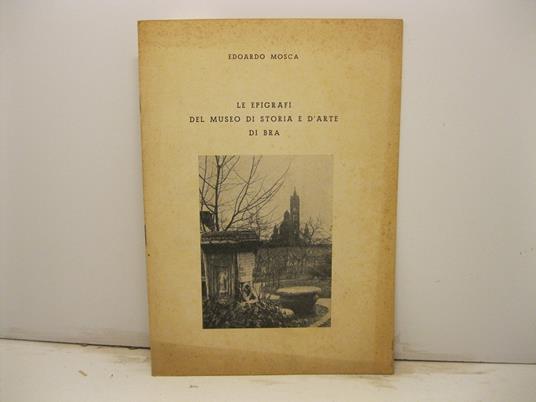 EDOARDO MOSCA
LE EPIGRAFI
DEL MUSEO DI STORIA E D'ARTE
DI BRA